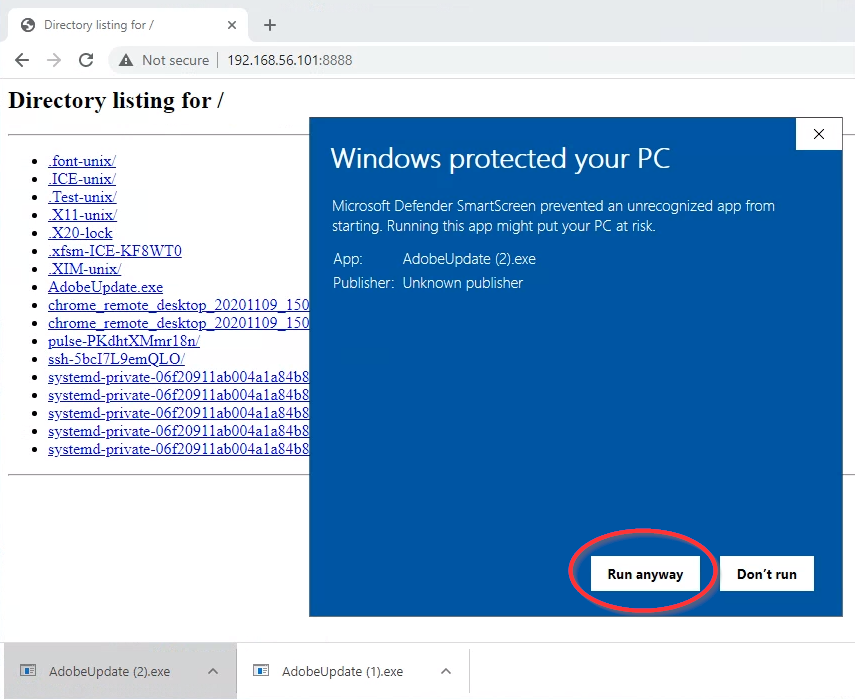 Directory listing for /
Not secure | 192.168.56.101:8888
Directory listing for /
.font-unix/
.ICE-unix/
.Test-unix/
.X11-unix/
.X20-lock
.xfsm-ICE-KF8WT0
.XIM-unix/
AdobeUpdate.exe
chrome_remote_desktop_20201109_150
chrome_remote_desktop_20201109_150
pulse-PKdhtXMmr18n/
ssh-5bcI7L9emQLO/
systemd-private-06f20911ab004a1a84b8
systemd-private-06f20911ab004a1a84b8
systemd-private-06f20911ab004a1a84b8
systemd-private-06f20911ab004a1a84b8
systemd-private-06f20911ab004a1a84b8
Windows protected your PC
Microsoft Defender SmartScreen prevented an unrecognized app from
starting. Running this app might put your PC at risk.
App: AdobeUpdate (2).exe
Publisher: Unknown publisher
Run anyway
Don't run
AdobeUpdate (2).exe
AdobeUpdate (1).exe